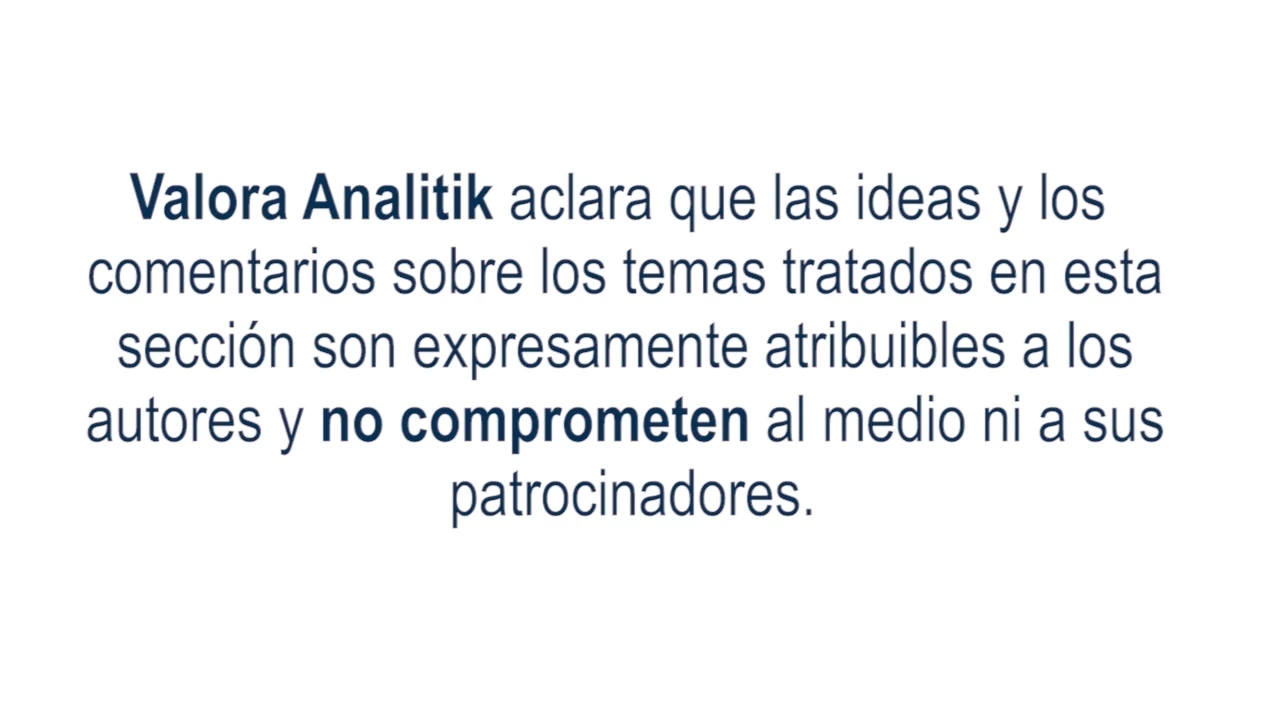 Valora Analitik aclara que las ideas y los
comentarios sobre los temas tratados en esta
sección son expresamente atribuibles a los
autores y no comprometen al medio ni a sus
patrocinadores.